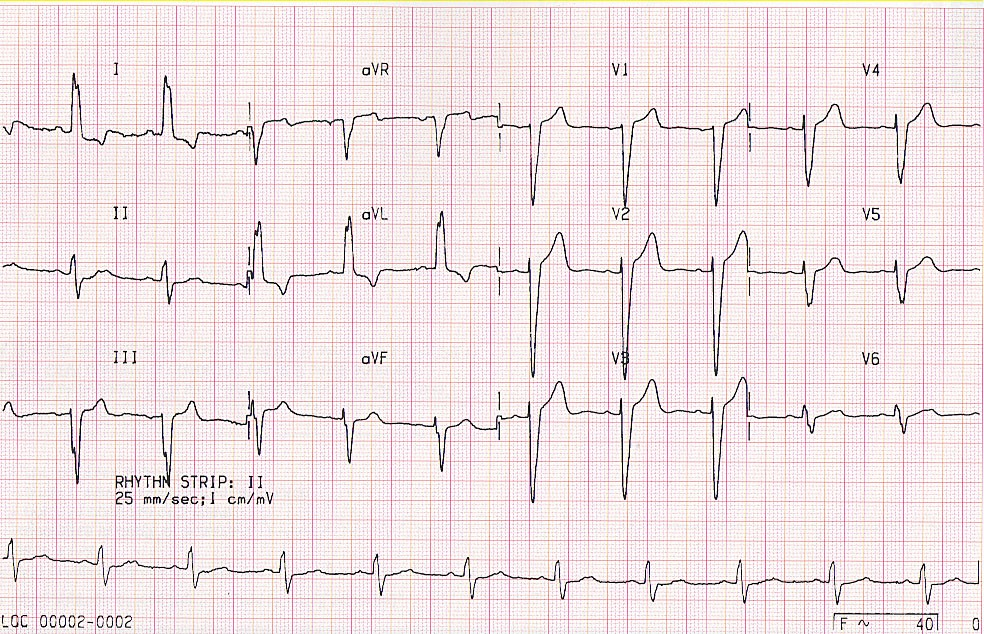 I aVR V1 V4
II aVL V2 V5
III aVF V3 V6
RHYTHM STRIP: II
25 mm/sec;1 cm/mV
LOC 00002-0002 F ~ 40 0